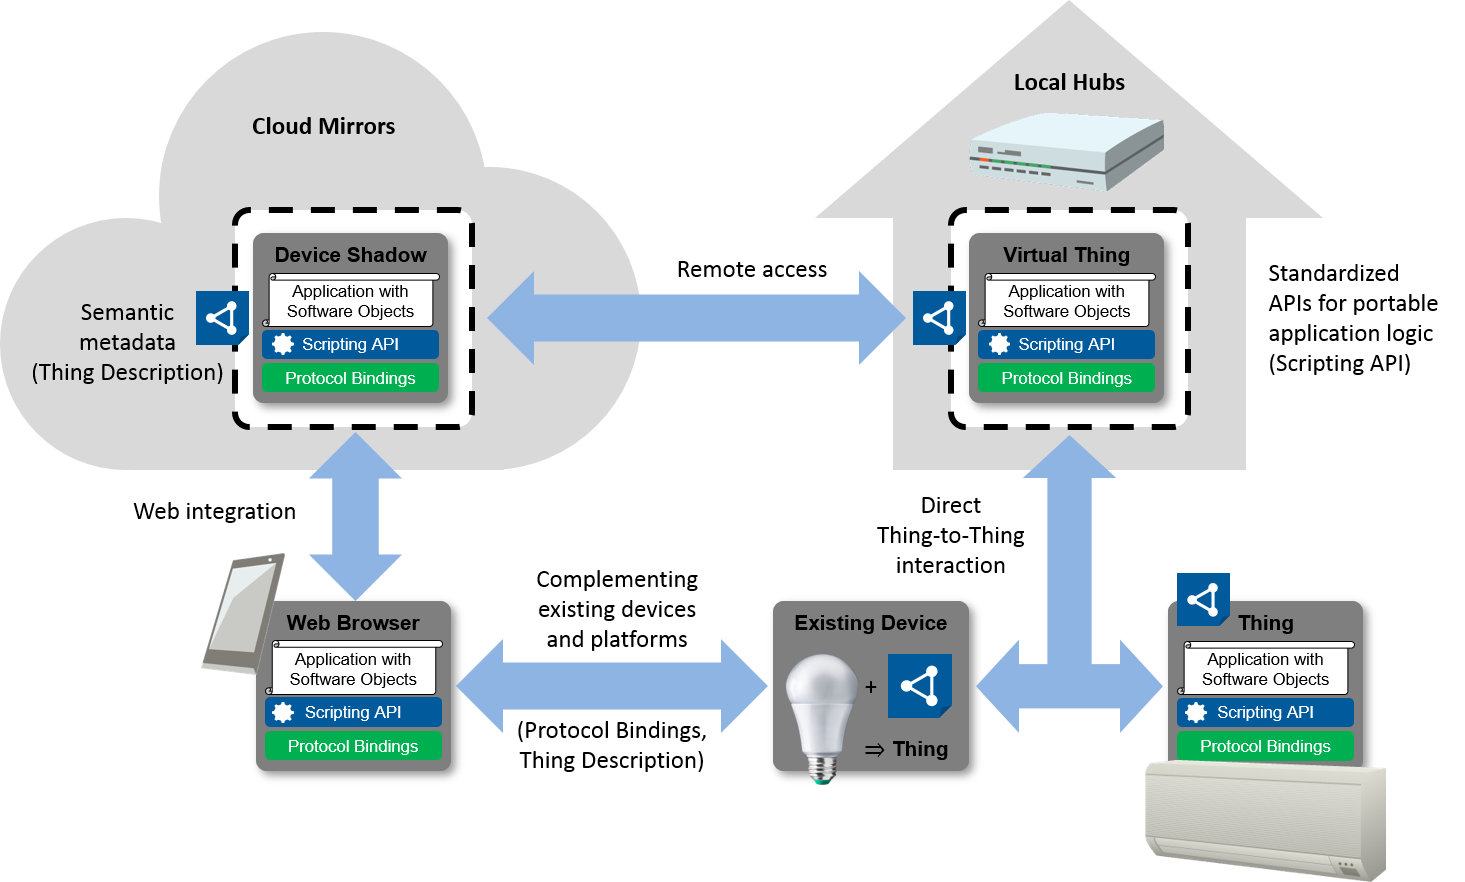 Cloud Mirrors
Local Hubs
Device Shadow
Application with
Software Objects
Scripting API
Protocol Bindings
Semantic
metadata
(Thing Description)
Remote access
Virtual Thing
Application with
Software Objects
Scripting API
Protocol Bindings
Standardized
APIs for portable
application logic
(Scripting API)
Web integration
Direct
Thing-to-Thing
interaction
Web Browser
Application with
Software Objects
Scripting API
Protocol Bindings
Complementing
existing devices
and platforms
(Protocol Bindings,
Thing Description)
Existing Device
+
⇒ Thing
Thing
Application with
Software Objects
Scripting API
Protocol Bindings